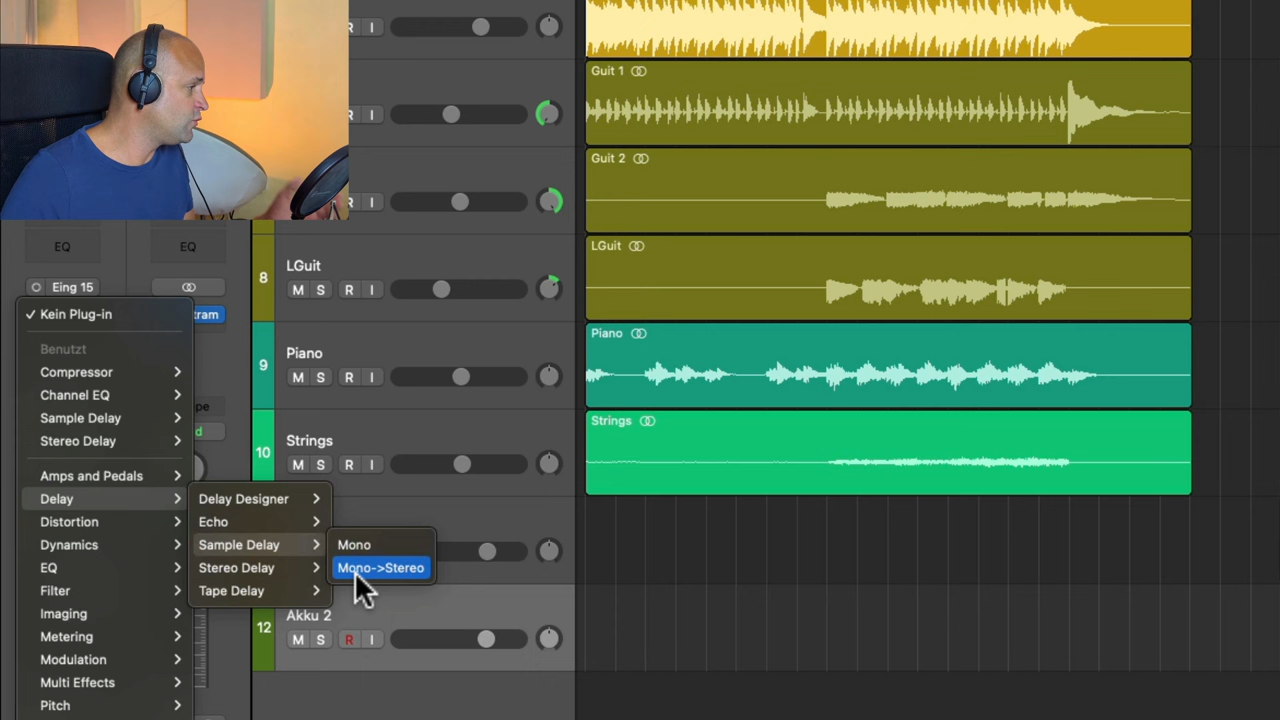 R I
Guit 1
R I
Guit 2
R I
EQ EQ
LGuit
8 LGuit
M S R I
Eing 15
✓ Kein Plug-in
tram
Benutzt
Compressor
Channel EQ
Sample Delay
Stereo Delay
Piano
9 Piano
M S R I
Strings
10 Strings
M S R I
Amps and Pedals
Delay
Distortion
Dynamics
EQ
Filter
Imaging
Metering
Modulation
Multi Effects
Pitch
Delay Designer
Echo
Sample Delay
Stereo Delay
Tape Delay
Mono
Mono->Stereo
12 Akku 2
M S R I